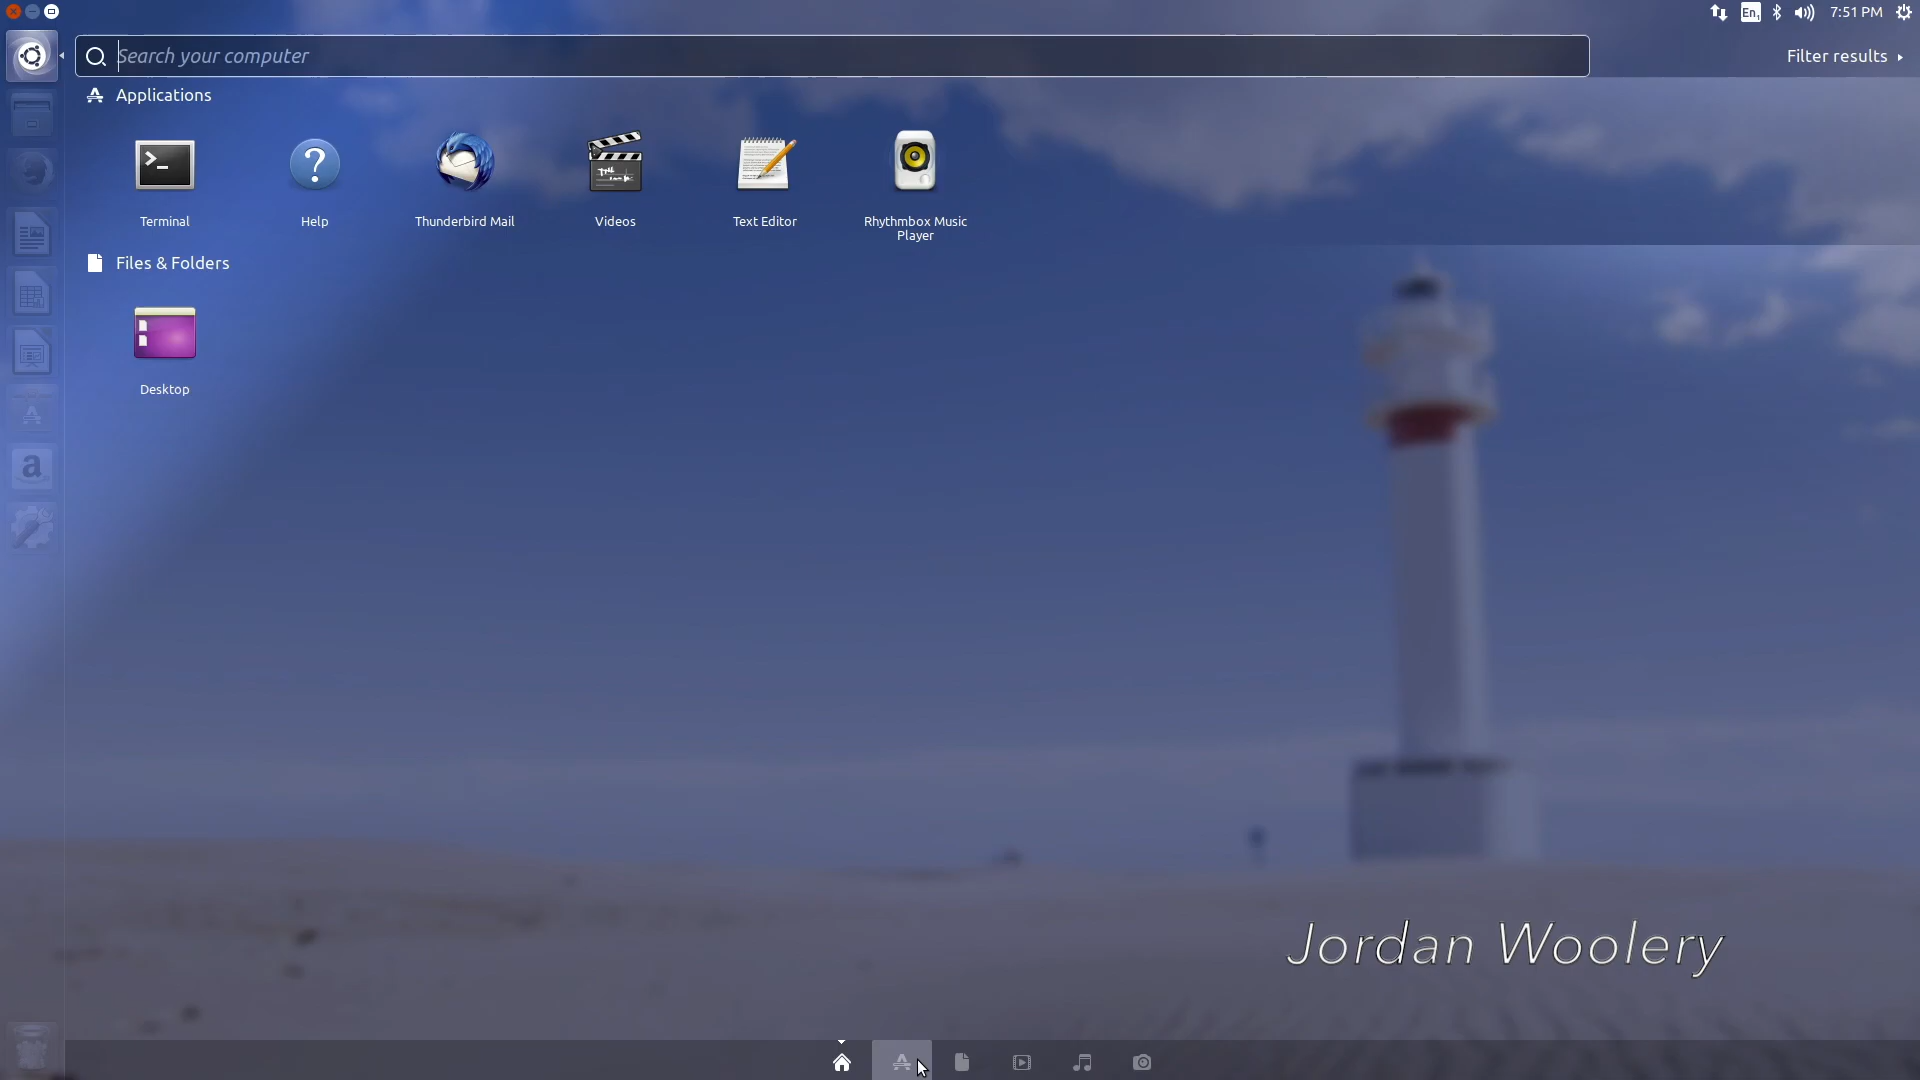 En1
7:51 PM
Search your computer
Filter results
Applications
Terminal
Help
Thunderbird Mail
Videos
Text Editor
Rhythmbox Music
Player
Files & Folders
Desktop
a
Jordan Woolery